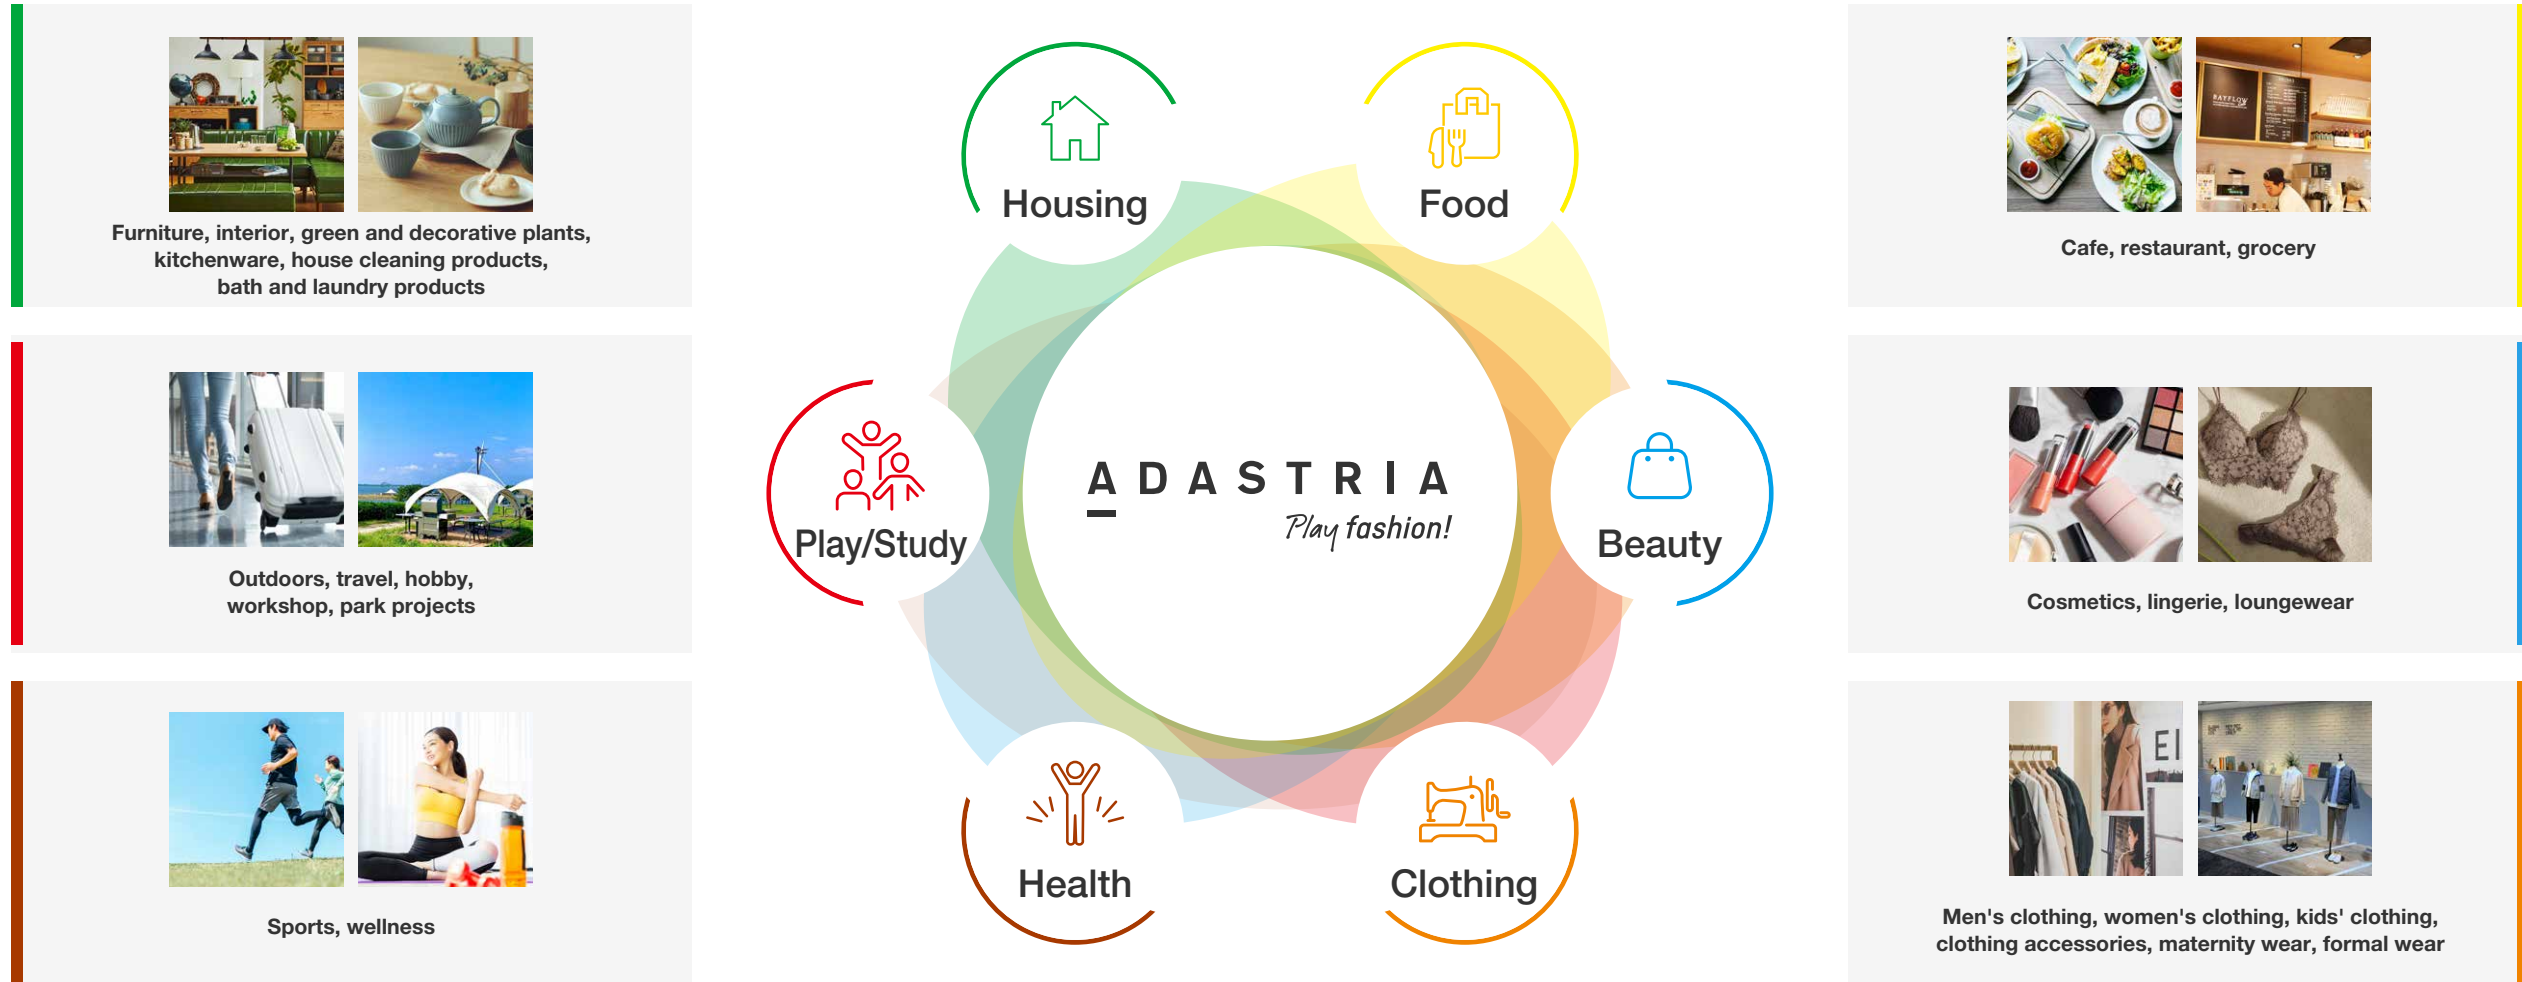 Housing
Food
Furniture, interior, green and decorative plants,
kitchenware, house cleaning products,
bath and laundry products
BAYFLOW
Cafe, restaurant, grocery
Play/Study
Outdoors, travel, hobby,
workshop, park projects
ADASTRIA
Play fashion!
Beauty
Cosmetics, lingerie, loungewear
Health
Sports, wellness
Clothing
EI
Men's clothing, women's clothing, kids' clothing,
clothing accessories, maternity wear, formal wear